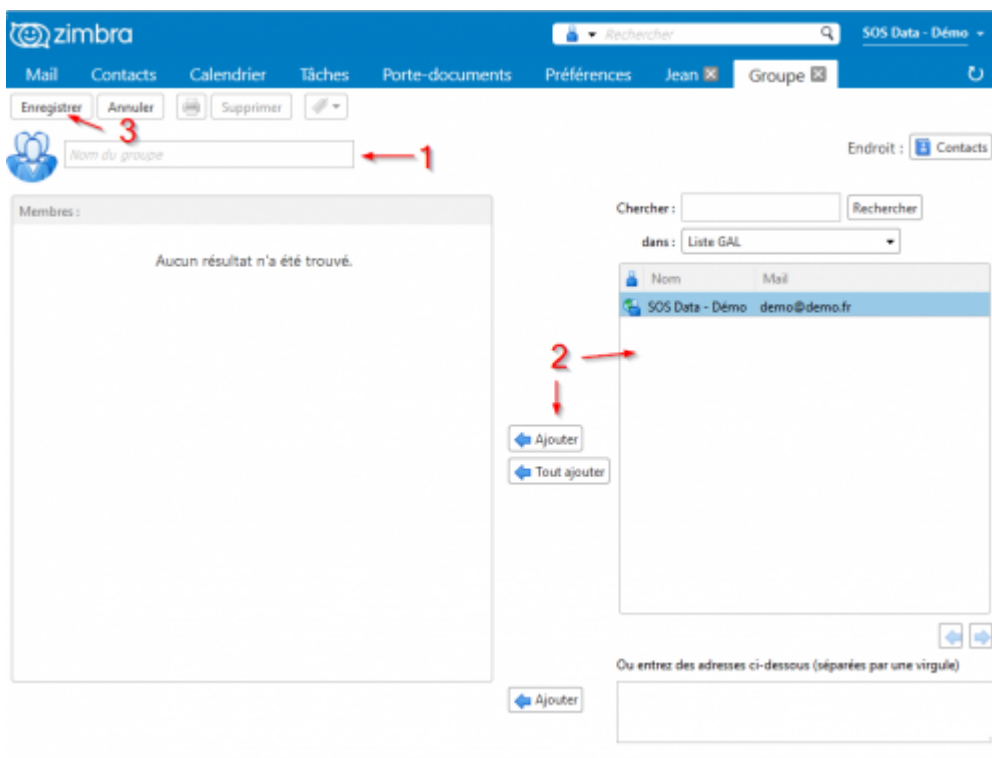 zimbra
Rechercher
SOS Data - Démo
Mail Contacts Calendrier Tâches Porte-documents Préférences Jean Groupe
Enregistrer Annuler Supprimer
3
Nom du groupe
1
Endroit : Contacts
Membres :
Chercher : Rechercher
dans : Liste GAL
Aucun résultat n'a été trouvé.
Nom Mail
SOS Data - Démo demo@demo.fr
2
Ajouter
Tout ajouter
Ou entrez des adresses ci-dessous (séparées par une virgule)
Ajouter